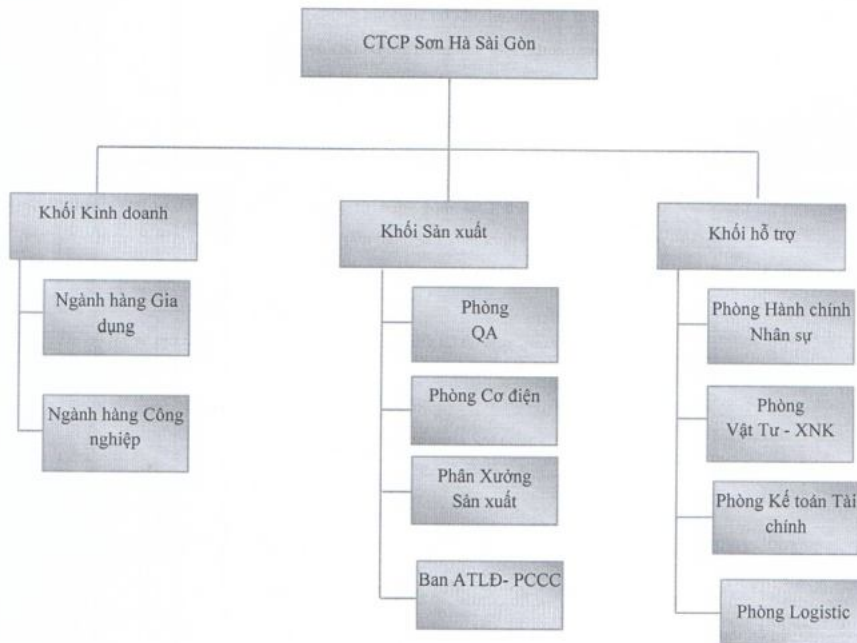 CTCP Sơn Hà Sài Gòn
Khối Kinh doanh
Ngành hàng Gia
dụng
Ngành hàng Công
nghiệp
Khối Sản xuất
Phòng
QA
Phòng Cơ điện
Phân Xưởng
Sản xuất
Ban ATLĐ- PCCC
Khối hỗ trợ
Phòng Hành chính
Nhân sự
Phòng
Vật Tư - XNK
Phòng Kế toán Tài
chính
Phòng Logistic